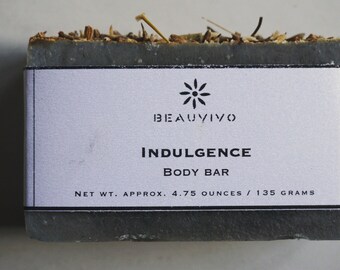 BEAUVIVO
INDULGENCE
BODY BAR
NET WT. APPROX. 4.75 OUNCES / 135 GRAMS